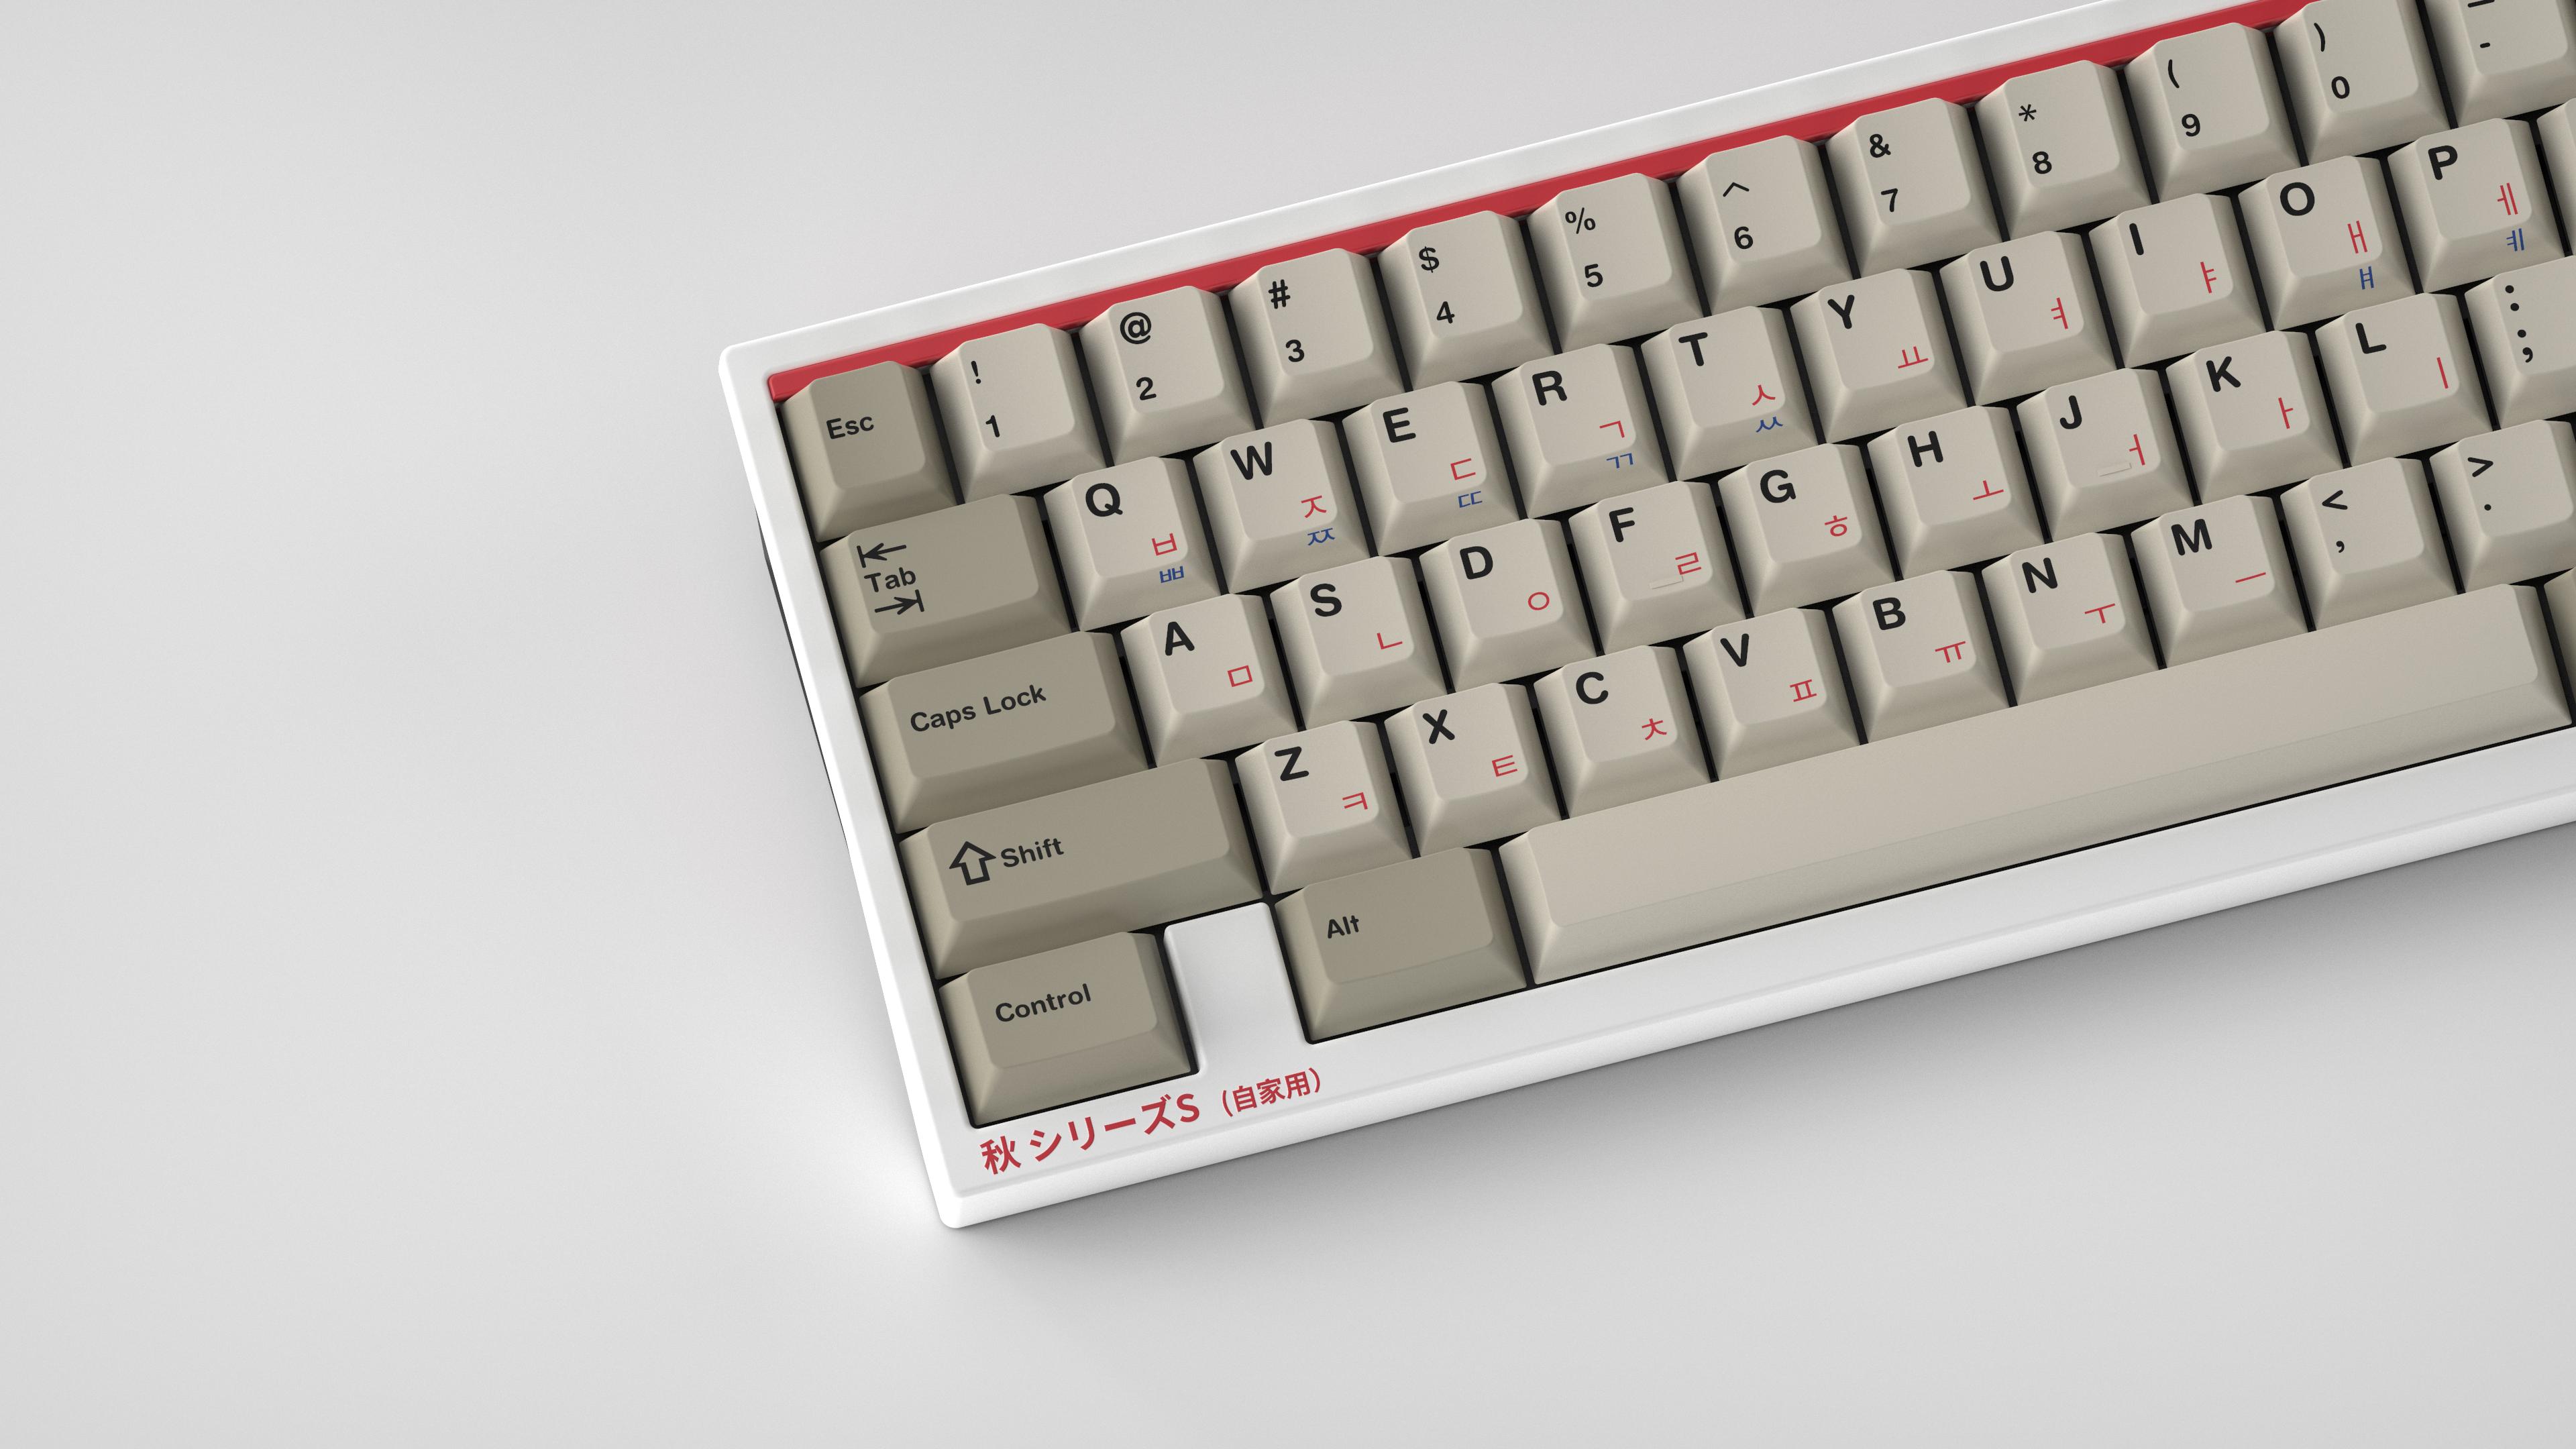 Esc ! 1 @ 2 # 3 $ 4 % 5 ^ 6 & 7 * 8 ( 9 ) 0 -
Tab Q ㅂ ㅃ W ㅈ ㅉ E ㄷ ㄸ R ㄱ ㄲ T ㅅ ㅆ Y ㅛ U ㅕ I ㅑ O ㅐ ㅒ P ㅔ ㅖ
Caps Lock A ㅁ S ㄴ D ㅇ F ㄹ G ㅎ H ㅗ J ㅓ K ㅏ L ㅣ : ;
Shift Z ㅋ X ㅌ C ㅊ V ㅍ B ㅠ N ㅜ M ㅡ < , > .
Control Alt
秋 シリーズS（自家用）